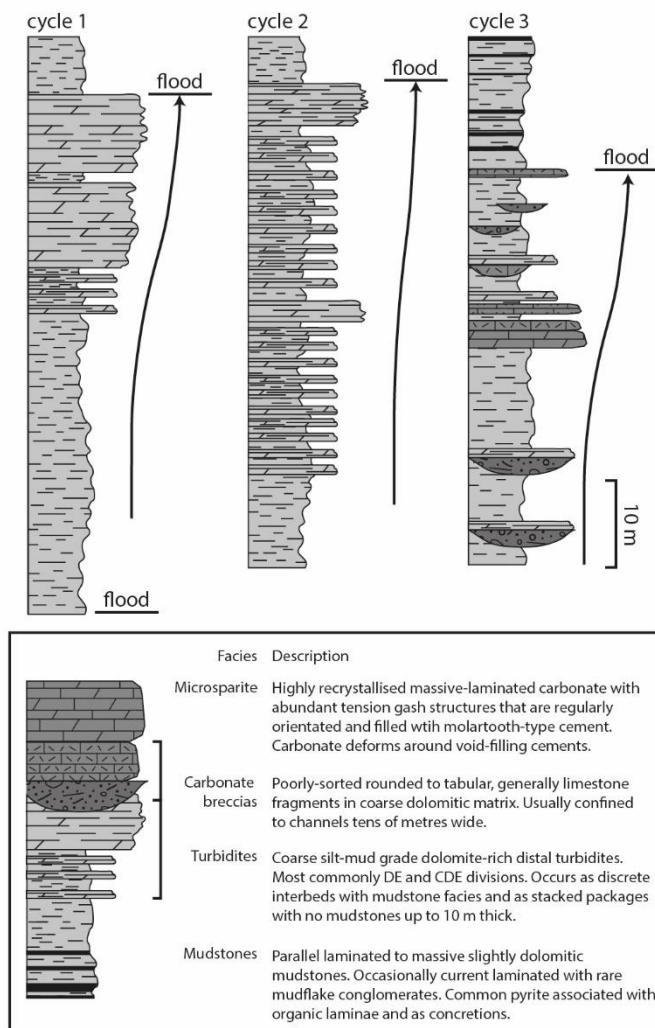 cycle 1
cycle 2
cycle 3
flood
flood
flood
flood
10 m
Facies Description
Microsparite Highly recrystallised massive-laminated carbonate with
abundant tension gash structures that are regularly
orientated and filled wtih molartooth-type cement.
Carbonate deforms around void-filling cements.
Carbonate Poorly-sorted rounded to tabular, generally limestone
breccias fragments in coarse dolomitic matrix. Usually confined
to channels tens of metres wide.
Turbidites Coarse silt-mud grade dolomite-rich distal turbidites.
Most commonly DE and CDE divisions. Occurs as discrete
interbeds with mudstone facies and as stacked packages
with no mudstones up to 10 m thick.
Mudstones Parallel laminated to massive slightly dolomitic
mudstones. Occasionally current laminated with rare
mudflake conglomerates. Common pyrite associated with
organic laminae and as concretions.